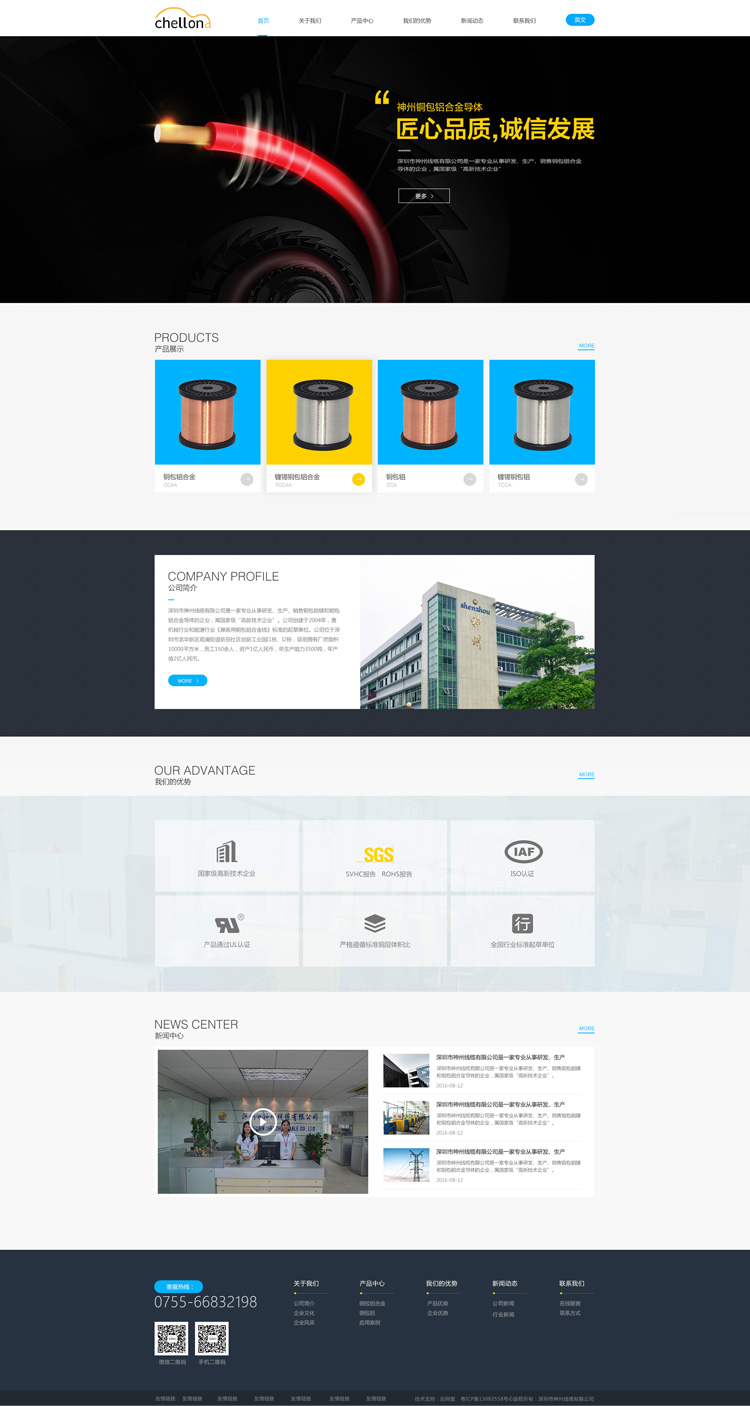 chellona
首页 关于我们 产品中心 我们的优势 新闻动态 联系我们 英文
“
神州铜包铝合金导体
匠心品质,诚信发展
深圳市神州线缆有限公司是一家专业从事研发、生产、销售铜包铝合金
导体的企业，属国家级“高新技术企业”
更多 >
PRODUCTS
产品展示
MORE
铜包铝合金
CCAA
镀锡铜包铝合金
TCCAA
铜包铝
CCA
镀锡铜包铝
TCCA
COMPANY PROFILE
公司简介
深圳市神州线缆有限公司是一家专业从事研发、生产、销售铜包铝镁和铜包
铝合金导体的企业，属国家级“高新技术企业”。公司创建于2004年，是
机械行业和能源行业《屏蔽用铜包铝合金线》标准的起草单位。公司位于深
圳市龙华新区观澜街道新田社区创新工业园1栋、I2栋，目前拥有厂房面积
10000平方米，员工150余人，资产1亿人民币，年生产能力3500吨，年产
值2亿人民币。
MORE >
shenzhou
神州
OUR ADVANTAGE
我们的优势
MORE
国家级高新技术企业
SGS
SVHC报告 ROHS报告
IAF
ISO认证
产品通过UL认证
严格遵循标准铜层体积比
行
全国行业标准起草单位
NEWS CENTER
新闻中心
MORE
深圳市神州线缆有限公司是一家专业从事研发、生产
深圳市神州线缆有限公司是一家专业从事研发、生产、销售铜包铝镁
和铜包铝合金导体的企业，属国家级“高新技术企业”。
2016-08-12
深圳市神州线缆有限公司是一家专业从事研发、生产
深圳市神州线缆有限公司是一家专业从事研发、生产、销售铜包铝镁
和铜包铝合金导体的企业，属国家级“高新技术企业”。
2016-08-12
深圳市神州线缆有限公司是一家专业从事研发、生产
深圳市神州线缆有限公司是一家专业从事研发、生产、销售铜包铝镁
和铜包铝合金导体的企业，属国家级“高新技术企业”。
2016-08-12
客服热线：
0755-66832198
微信二维码 手机二维码
关于我们
公司简介
企业文化
企业风采
产品中心
铜包铝合金
铜包铝
应用案例
我们的优势
产品优势
企业优势
新闻动态
公司新闻
行业新闻
联系我们
在线留言
联系方式
友情链接： 友情链接 友情链接 友情链接 友情链接 友情链接 友情链接